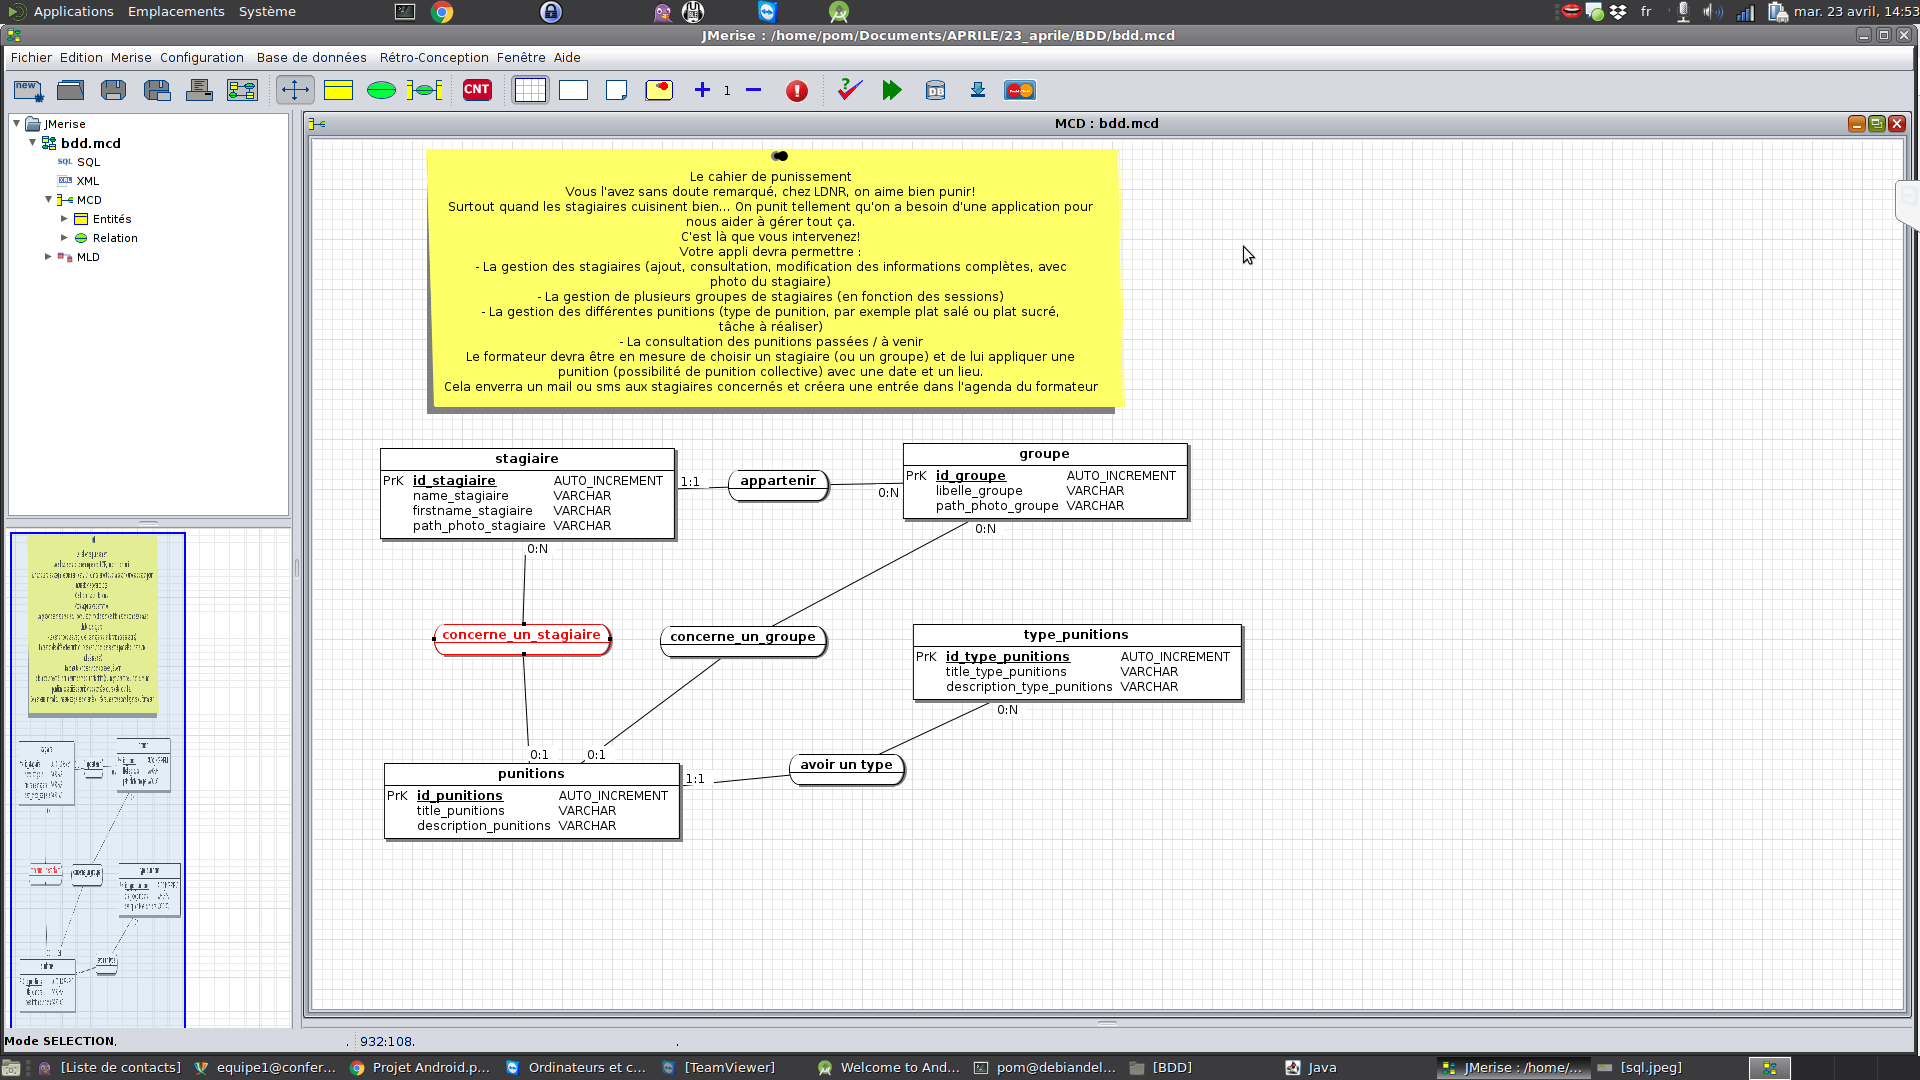 Applications Emplacements Système fr mar. 23 avril, 14:53
JMerise : /home/pom/Documents/APRILE/23_aprile/BDD/bdd.mcd
Fichier Edition Merise Configuration Base de données Rétro-Conception Fenêtre Aide
new CNT 1 DB
JMerise
bdd.mcd
SQL SQL
XML
MCD
Entités
Relation
MLD
MCD : bdd.mcd
Le cahier de punissement
Vous l'avez sans doute remarqué, chez LDNR, on aime bien punir!
Surtout quand les stagiaires cuisinent bien... On punit tellement qu'on a besoin d'une application pour
nous aider à gérer tout ça.
C'est là que vous intervenez!
Votre appli devra permettre :
- La gestion des stagiaires (ajout, consultation, modification des informations complètes, avec
photo du stagiaire)
- La gestion de plusieurs groupes de stagiaires (en fonction des sessions)
- La gestion des différentes punitions (type de punition, par exemple plat salé ou plat sucré,
tâche à réaliser)
- La consultation des punitions passées / à venir
Le formateur devra être en mesure de choisir un stagiaire (ou un groupe) et de lui appliquer une
punition (possibilité de punition collective) avec une date et un lieu.
Cela enverra un mail ou sms aux stagiaires concernés et créera une entrée dans l'agenda du formateur
stagiaire
PrK id_stagiaire AUTO_INCREMENT
name_stagiaire VARCHAR
firstname_stagiaire VARCHAR
path_photo_stagiaire VARCHAR
1:1
appartenir
0:N
groupe
PrK id_groupe AUTO_INCREMENT
libelle_groupe VARCHAR
path_photo_groupe VARCHAR
0:N
0:N
concerne_un_stagiaire
concerne_un_groupe
type_punitions
PrK id_type_punitions AUTO_INCREMENT
title_type_punitions VARCHAR
description_type_punitions VARCHAR
0:N
0:1 0:1
punitions
PrK id_punitions AUTO_INCREMENT
title_punitions VARCHAR
description_punitions VARCHAR
1:1
avoir un type
Mode SELECTION. . 932:108. .
[Liste de contacts] equipe1@confer... Projet Android.p... Ordinateurs et c... [TeamViewer] Welcome to And... pom@debiandel... [BDD] Java JMerise : /home/... [sql.jpeg]